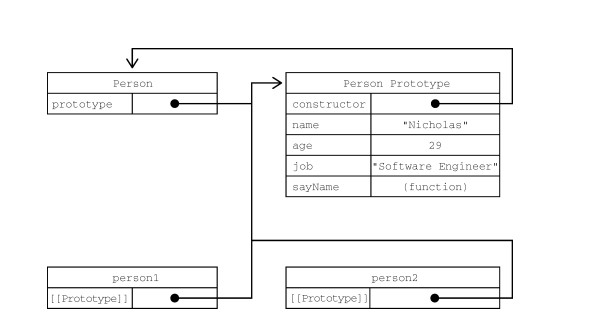 Person
prototype
Person Prototype
constructor
name "Nicholas"
age 29
job "Software Engineer"
sayName (function)
person1
[[Prototype]]
person2
[[Prototype]]